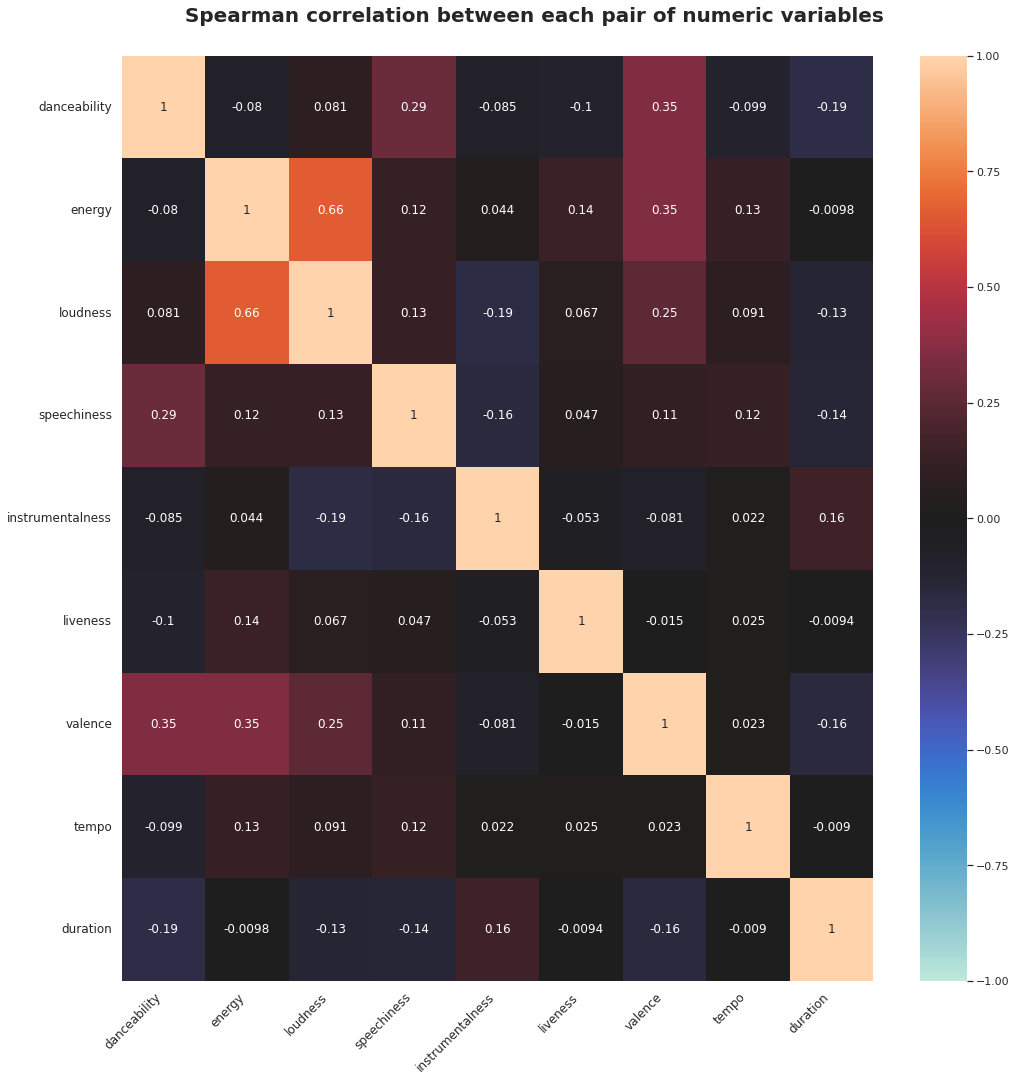 Spearman correlation between each pair of numeric variables
danceability 1 -0.08 0.081 0.29 -0.085 -0.1 0.35 -0.099 -0.19
energy -0.08 1 0.66 0.12 0.044 0.14 0.35 0.13 -0.0098
loudness 0.081 0.66 1 0.13 -0.19 0.067 0.25 0.091 -0.13
speechiness 0.29 0.12 0.13 1 -0.16 0.047 0.11 0.12 -0.14
instrumentalness -0.085 0.044 -0.19 -0.16 1 -0.053 -0.081 0.022 0.16
liveness -0.1 0.14 0.067 0.047 -0.053 1 -0.015 0.025 -0.0094
valence 0.35 0.35 0.25 0.11 -0.081 -0.015 1 0.023 -0.16
tempo -0.099 0.13 0.091 0.12 0.022 0.025 0.023 1 -0.009
duration -0.19 -0.0098 -0.13 -0.14 0.16 -0.0094 -0.16 -0.009 1
danceability energy loudness speechiness instrumentalness liveness valence tempo duration
1.00
0.75
0.50
0.25
0.00
−0.25
−0.50
−0.75
−1.00